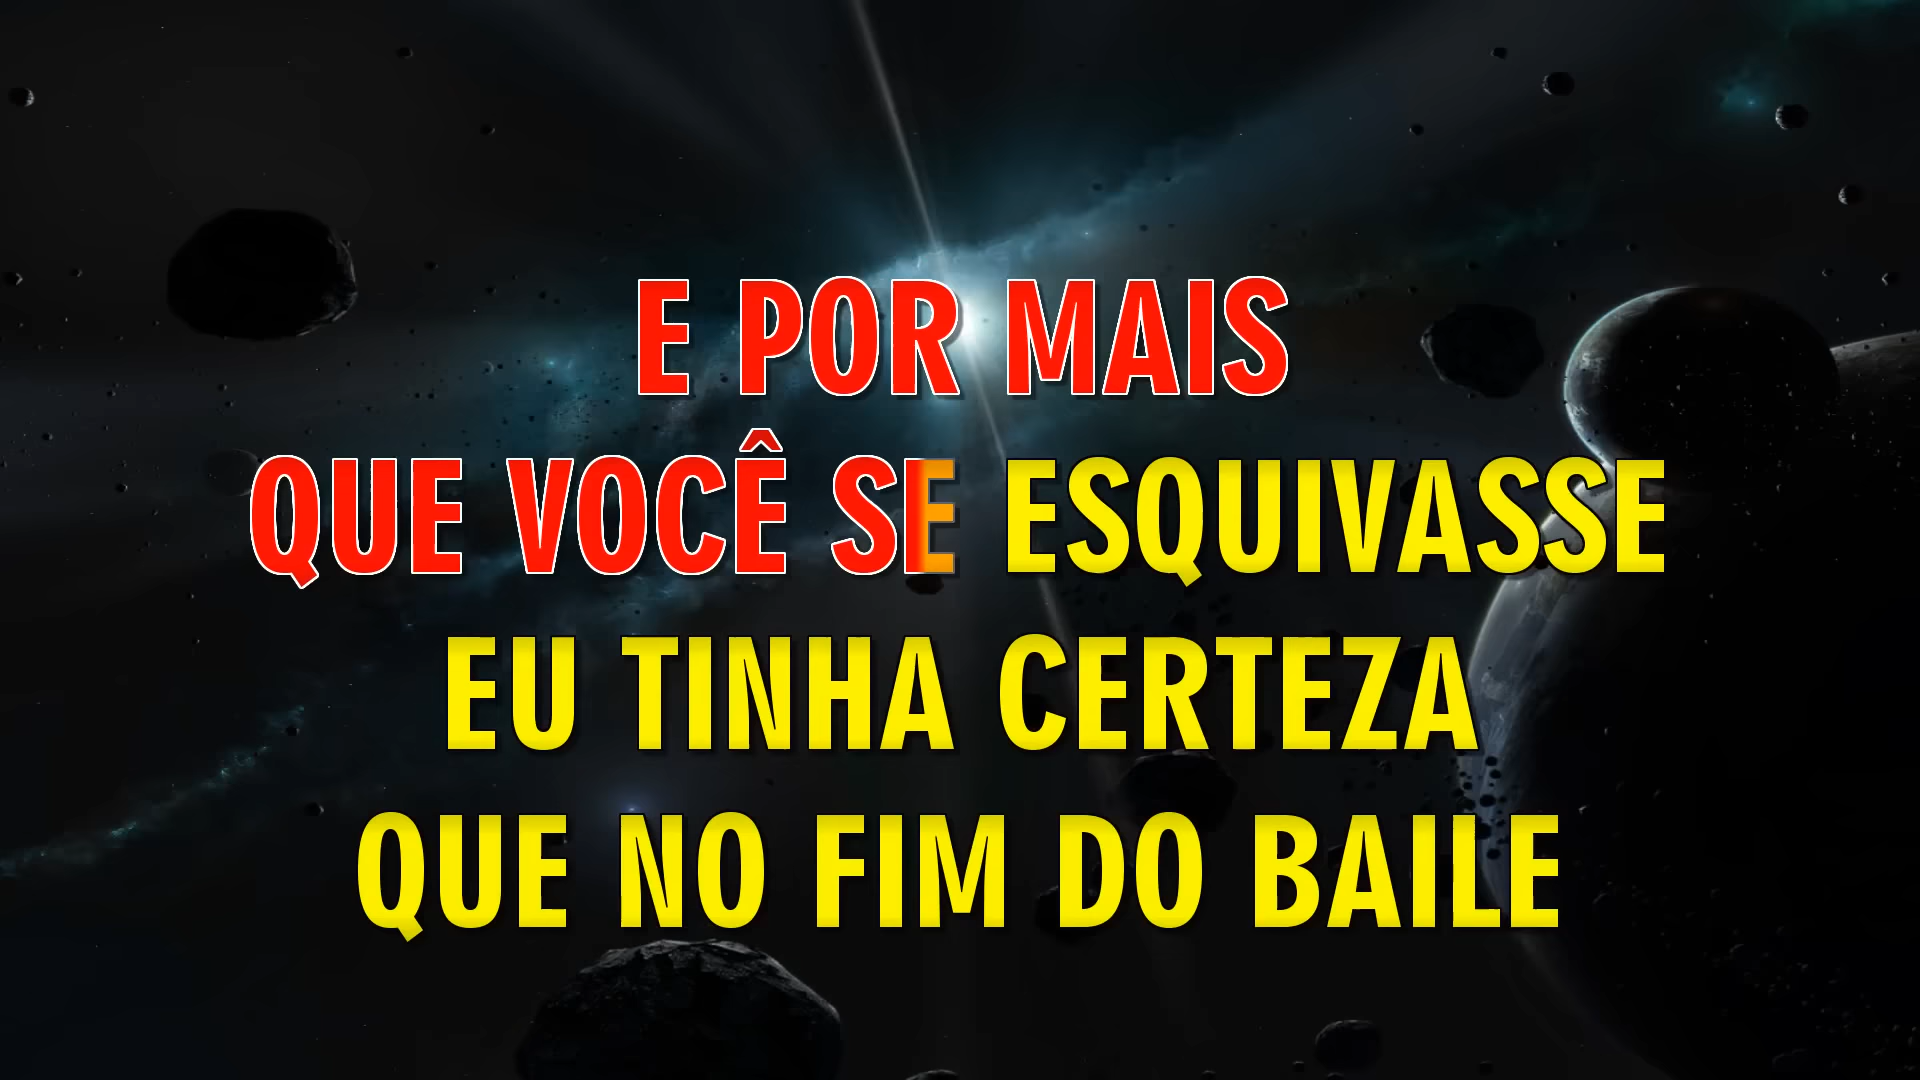 E POR MAIS
QUE VOCÊ SE ESQUIVASSE
EU TINHA CERTEZA
QUE NO FIM DO BAILE